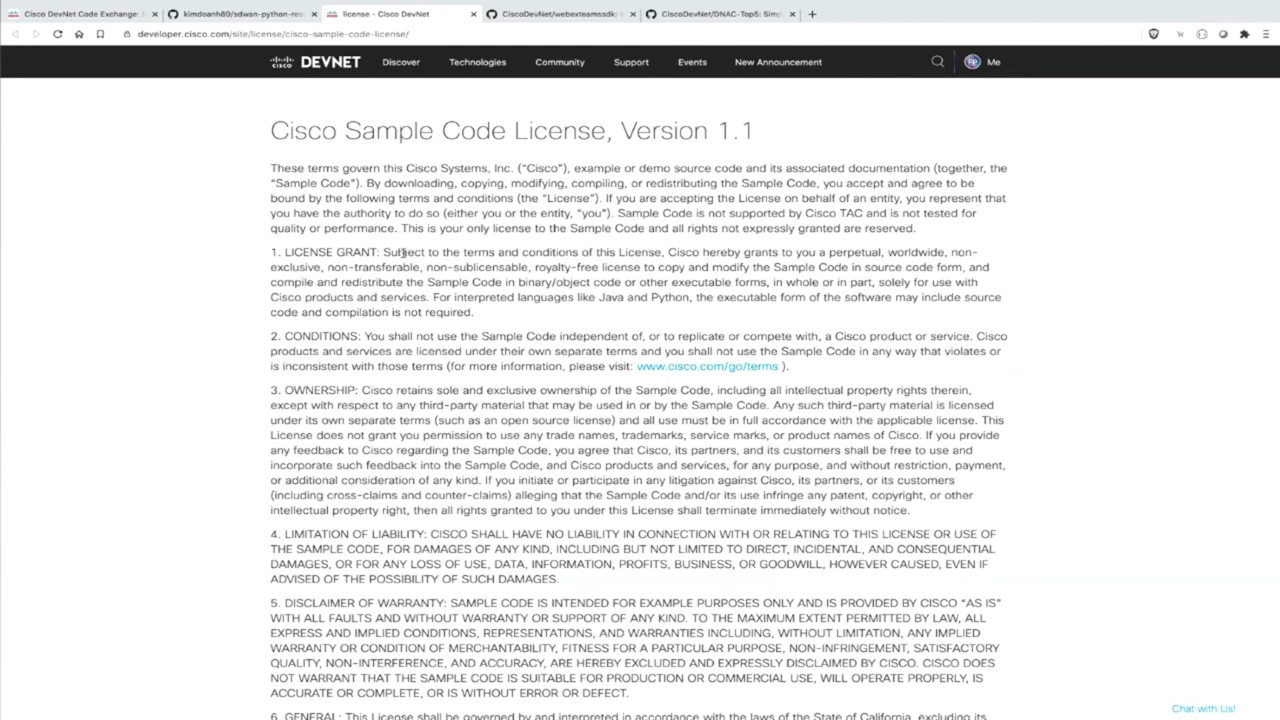 Cisco DevNet Code Exchange:
kimdoanh89/sdwan-python-res
license - Cisco DevNet
CiscoDevNet/webexteamssdk:
CiscoDevNet/DNAC-Top5: Simp
developer.cisco.com/site/license/cisco-sample-code-license/
cisco DEVNET
Discover
Technologies
Community
Support
Events
New Announcement
Me
Cisco Sample Code License, Version 1.1
These terms govern this Cisco Systems, Inc. (“Cisco”), example or demo source code and its associated documentation (together, the
“Sample Code”). By downloading, copying, modifying, compiling, or redistributing the Sample Code, you accept and agree to be
bound by the following terms and conditions (the “License”). If you are accepting the License on behalf of an entity, you represent that
you have the authority to do so (either you or the entity, “you”). Sample Code is not supported by Cisco TAC and is not tested for
quality or performance. This is your only license to the Sample Code and all rights not expressly granted are reserved.
1. LICENSE GRANT: Subject to the terms and conditions of this License, Cisco hereby grants to you a perpetual, worldwide, non-
exclusive, non-transferable, non-sublicensable, royalty-free license to copy and modify the Sample Code in source code form, and
compile and redistribute the Sample Code in binary/object code or other executable forms, in whole or in part, solely for use with
Cisco products and services. For interpreted languages like Java and Python, the executable form of the software may include source
code and compilation is not required.
2. CONDITIONS: You shall not use the Sample Code independent of, or to replicate or compete with, a Cisco product or service. Cisco
products and services are licensed under their own separate terms and you shall not use the Sample Code in any way that violates or
is inconsistent with those terms (for more information, please visit: www.cisco.com/go/terms ).
3. OWNERSHIP: Cisco retains sole and exclusive ownership of the Sample Code, including all intellectual property rights therein,
except with respect to any third-party material that may be used in or by the Sample Code. Any such third-party material is licensed
under its own separate terms (such as an open source license) and all use must be in full accordance with the applicable license. This
License does not grant you permission to use any trade names, trademarks, service marks, or product names of Cisco. If you provide
any feedback to Cisco regarding the Sample Code, you agree that Cisco, its partners, and its customers shall be free to use and
incorporate such feedback into the Sample Code, and Cisco products and services, for any purpose, and without restriction, payment,
or additional consideration of any kind. If you initiate or participate in any litigation against Cisco, its partners, or its customers
(including cross-claims and counter-claims) alleging that the Sample Code and/or its use infringe any patent, copyright, or other
intellectual property right, then all rights granted to you under this License shall terminate immediately without notice.
4. LIMITATION OF LIABILITY: CISCO SHALL HAVE NO LIABILITY IN CONNECTION WITH OR RELATING TO THIS LICENSE OR USE OF
THE SAMPLE CODE, FOR DAMAGES OF ANY KIND, INCLUDING BUT NOT LIMITED TO DIRECT, INCIDENTAL, AND CONSEQUENTIAL
DAMAGES, OR FOR ANY LOSS OF USE, DATA, INFORMATION, PROFITS, BUSINESS, OR GOODWILL, HOWEVER CAUSED, EVEN IF
ADVISED OF THE POSSIBILITY OF SUCH DAMAGES.
5. DISCLAIMER OF WARRANTY: SAMPLE CODE IS INTENDED FOR EXAMPLE PURPOSES ONLY AND IS PROVIDED BY CISCO “AS IS”
WITH ALL FAULTS AND WITHOUT WARRANTY OR SUPPORT OF ANY KIND. TO THE MAXIMUM EXTENT PERMITTED BY LAW, ALL
EXPRESS AND IMPLIED CONDITIONS, REPRESENTATIONS, AND WARRANTIES INCLUDING, WITHOUT LIMITATION, ANY IMPLIED
WARRANTY OR CONDITION OF MERCHANTABILITY, FITNESS FOR A PARTICULAR PURPOSE, NON-INFRINGEMENT, SATISFACTORY
QUALITY, NON-INTERFERENCE, AND ACCURACY, ARE HEREBY EXCLUDED AND EXPRESSLY DISCLAIMED BY CISCO. CISCO DOES
NOT WARRANT THAT THE SAMPLE CODE IS SUITABLE FOR PRODUCTION OR COMMERCIAL USE, WILL OPERATE PROPERLY, IS
ACCURATE OR COMPLETE, OR IS WITHOUT ERROR OR DEFECT.
6. GENERAL: This License shall be governed by and interpreted in accordance with the laws of the State of California, excluding its
Chat with Us!